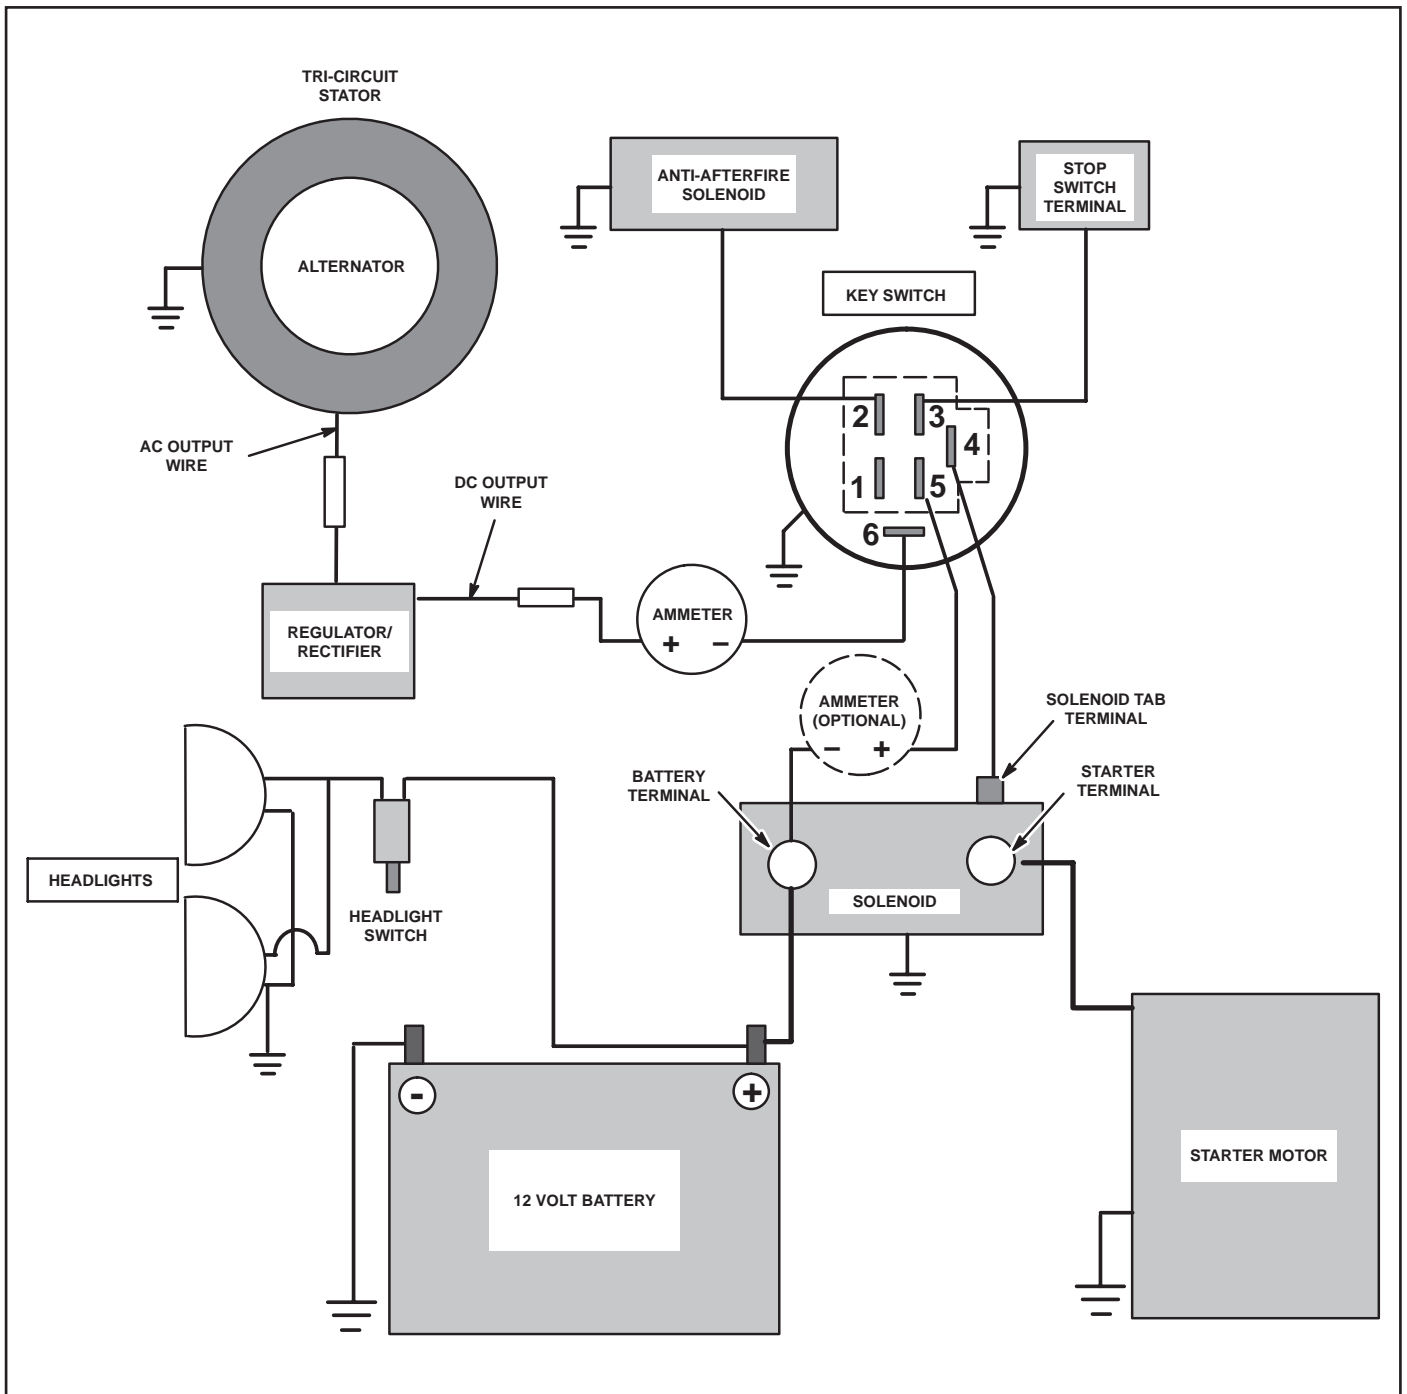 TRI-CIRCUIT
STATOR
ALTERNATOR
ANTI-AFTERFIRE
SOLENOID
STOP
SWITCH
TERMINAL
KEY SWITCH
2
3
4
1
5
6
AC OUTPUT
WIRE
DC OUTPUT
WIRE
REGULATOR/
RECTIFIER
AMMETER
+ –
AMMETER
(OPTIONAL)
– +
SOLENOID TAB
TERMINAL
BATTERY
TERMINAL
STARTER
TERMINAL
HEADLIGHTS
HEADLIGHT
SWITCH
SOLENOID
- +
12 VOLT BATTERY
STARTER MOTOR